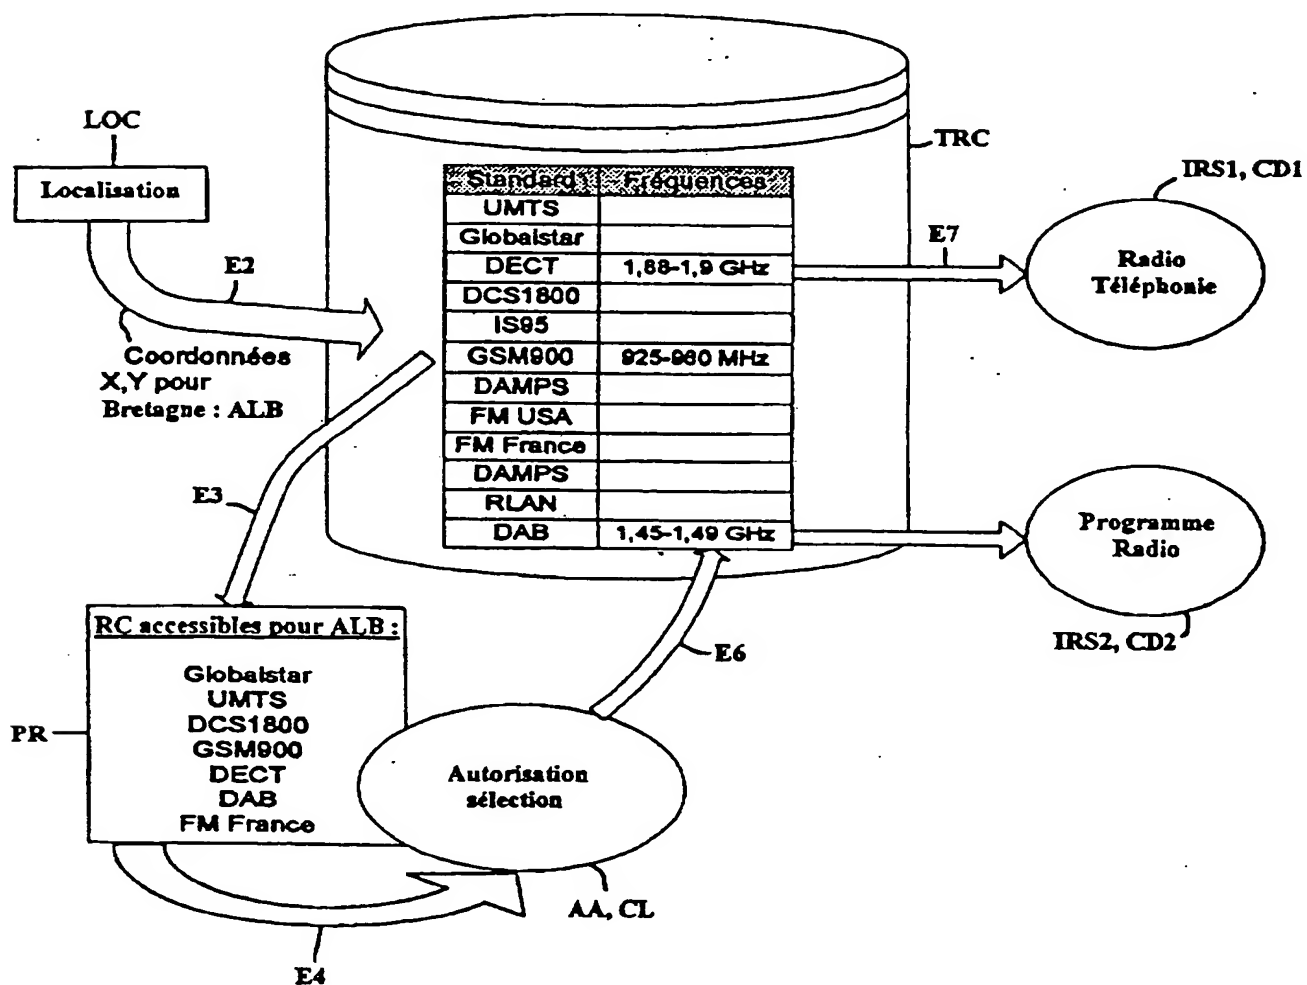 LOC
Localisation
E2
Coordonnées
X,Y pour
Bretagne : ALB
TRC
Standard Fréquences
UMTS
Globalstar
DECT 1,88-1,9 GHz
DCS1800
IS95
GSM900 925-960 MHz
DAMPS
FM USA
FM France
DAMPS
RLAN
DAB 1,45-1,49 GHz
E7
IRS1, CD1
Radio
Téléphonie
Programme
Radio
IRS2, CD2
E3
RC accessibles pour ALB :
Globalstar
UMTS
DCS1800
GSM900
DECT
DAB
FM France
PR
Autorisation
sélection
E6
AA, CL
E4